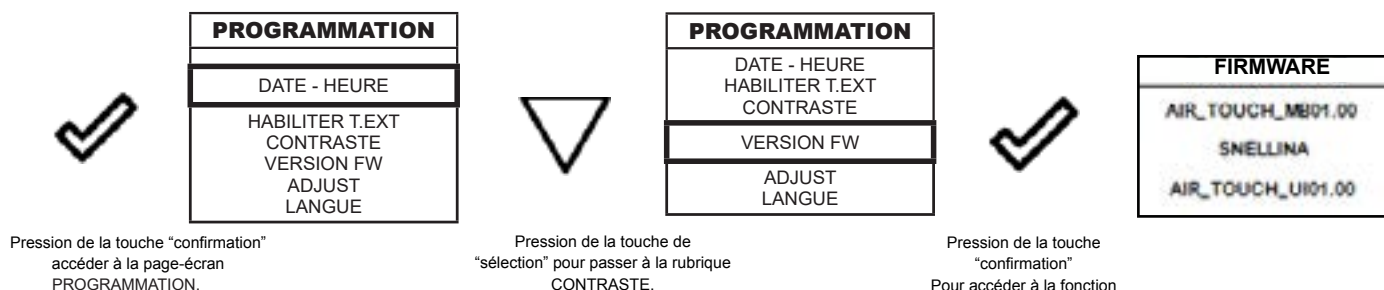 PROGRAMMATION
DATE - HEURE
HABILITER T.EXT
CONTRASTE
VERSION FW
ADJUST
LANGUE
Pression de la touche “confirmation”
accéder à la page-écran
PROGRAMMATION.
PROGRAMMATION
DATE - HEURE
HABILITER T.EXT
CONTRASTE
VERSION FW
ADJUST
LANGUE
Pression de la touche de
“sélection” pour passer à la rubrique
CONTRASTE.
Pression de la touche
“confirmation”
Pour accéder à la fonction
FIRMWARE
AIR_TOUCH_MB01.00
SNELLINA
AIR_TOUCH_UI01.00